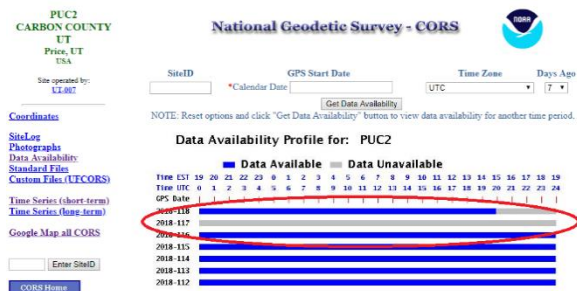 PUC2
CARBON COUNTY
UT
Price, UT
USA
Site operated by:
UT-007
Coordinates
SiteLog
Photographs
Data Availability
Standard Files
Custom Files (UFCORS)
Time Series (short-term)
Time Series (long-term)
Google Map all CORS
Enter SiteID
CORS Home
National Geodetic Survey - CORS
NOAA
SiteID GPS Start Date Time Zone Days Ago
*Calendar Date UTC 7
Get Data Availability
NOTE: Reset options and click "Get Data Availability" button to view data availability for another time period.
Data Availability Profile for: PUC2
Data Available Data Unavailable
Time EST 19 20 21 22 23 0 1 2 3 4 5 6 7 8 9 10 11 12 13 14 15 16 17 18 19
Time UTC 0 1 2 3 4 5 6 7 8 9 10 11 12 13 14 15 16 17 18 19 20 21 22 23 24
GPS Date
2018-118
2018-117
2018-116
2018-115
2018-114
2018-113
2018-112